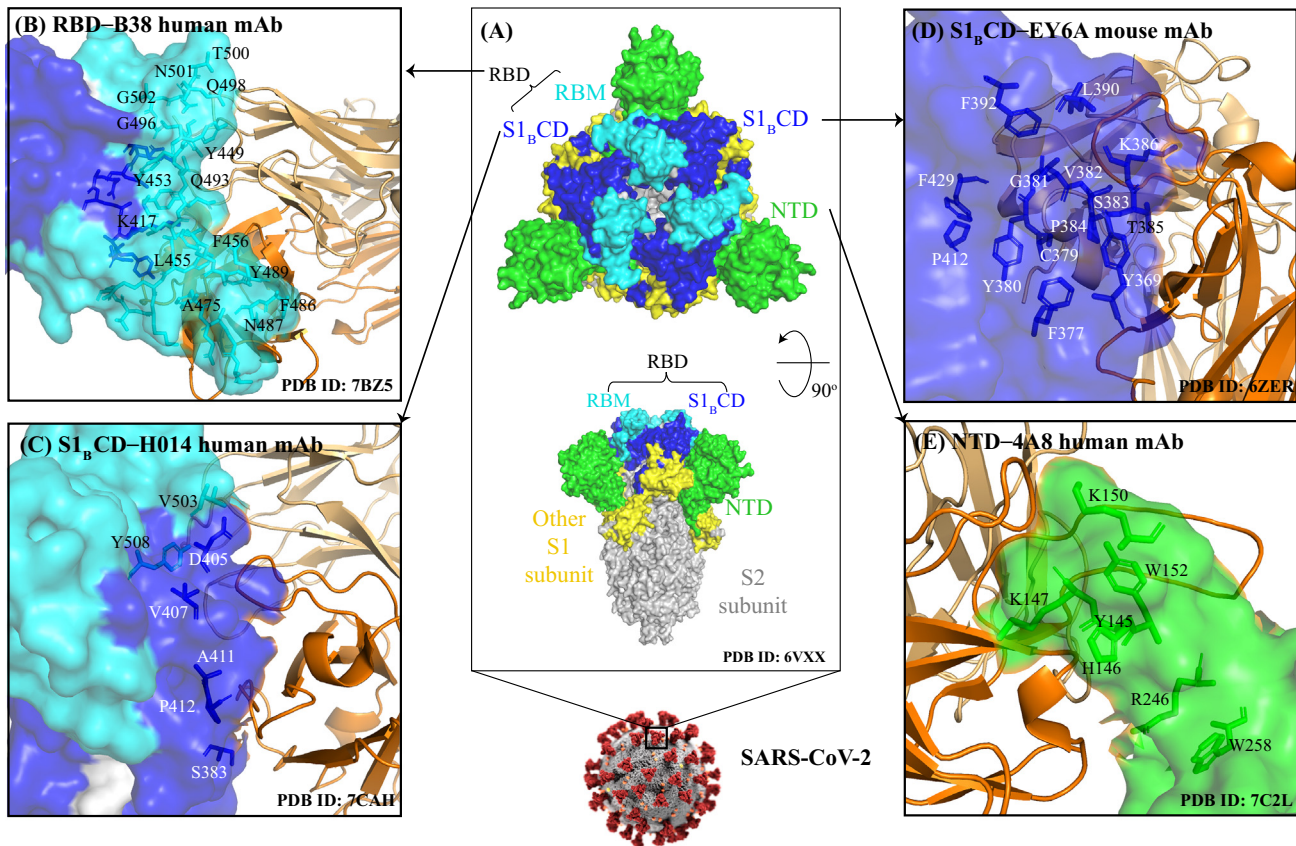 (A)
RBD
RBM
S1BCD
S1BCD
NTD
90o
RBD
RBM
S1BCD
NTD
Other
S1
subunit
S2
subunit
PDB ID: 6VXX
SARS-CoV-2
(B) RBD–B38 human mAb
T500
N501
Q498
G502
G496
Y449
Y453
Q493
K417
F456
L455
Y489
A475
F486
N487
PDB ID: 7BZ5
(C) S1BCD–H014 human mAb
V503
Y508
D405
V407
A411
P412
S383
PDB ID: 7CAH
(D) S1BCD–EY6A mouse mAb
L390
F392
K386
V382
F429
G381
S383
P384
T385
C379
P412
Y380
Y369
F377
PDB ID: 6ZER
(E) NTD–4A8 human mAb
K150
W152
K147
Y145
H146
R246
W258
PDB ID: 7C2L